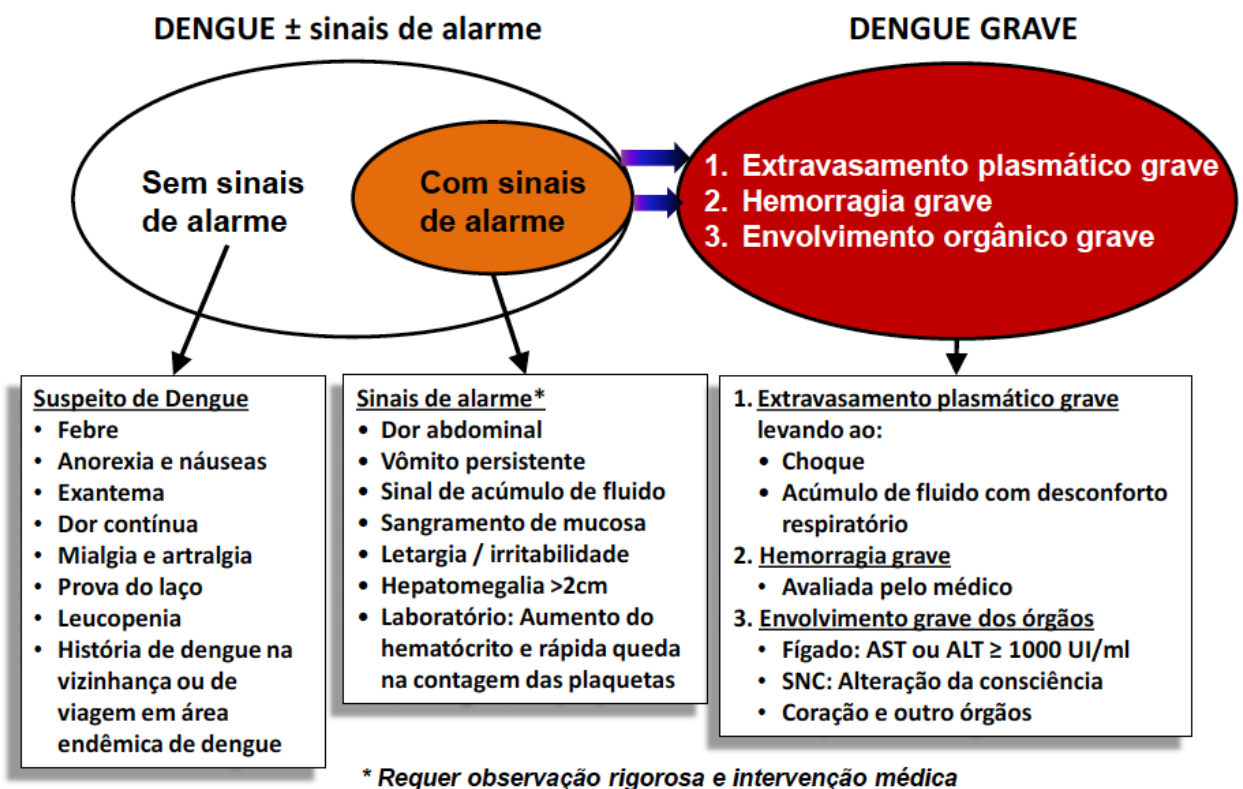 DENGUE ± sinais de alarme
DENGUE GRAVE
Sem sinais
de alarme
Com sinais
de alarme
1. Extravasamento plasmático grave
2. Hemorragia grave
3. Envolvimento orgânico grave
Suspeito de Dengue
• Febre
• Anorexia e náuseas
• Exantema
• Dor contínua
• Mialgia e artralgia
• Prova do laço
• Leucopenia
• História de dengue na
vizinhança ou de
viagem em área
endêmica de dengue
Sinais de alarme*
• Dor abdominal
• Vômito persistente
• Sinal de acúmulo de fluido
• Sangramento de mucosa
• Letargia / irritabilidade
• Hepatomegalia >2cm
• Laboratório: Aumento do
hematócrito e rápida queda
na contagem das plaquetas
1. Extravasamento plasmático grave
levando ao:
• Choque
• Acúmulo de fluido com desconforto
respiratório
2. Hemorragia grave
• Avaliada pelo médico
3. Envolvimento grave dos órgãos
• Fígado: AST ou ALT ≥ 1000 UI/ml
• SNC: Alteração da consciência
• Coração e outro órgãos
* Requer observação rigorosa e intervenção médica